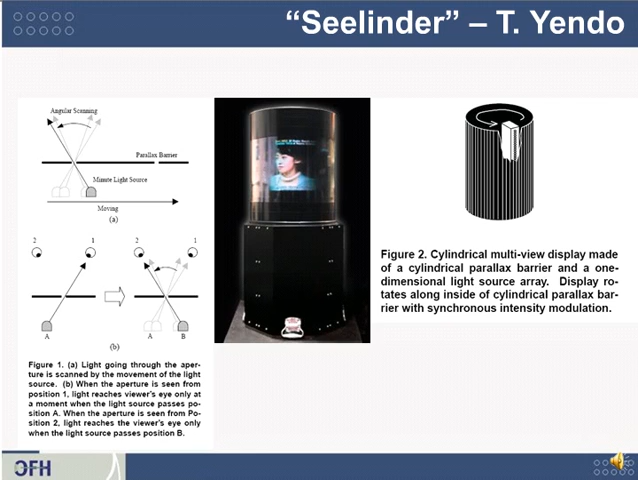 “Seelinder” – T. Yendo
Angular Scanning
Parallax Barrier
Minute Light Source
Moving
(a)
2
1
2
1
A
A
B
(b)
Figure 1. (a) Light going through the aper-
ture is scanned by the movement of the light
source. (b) When the aperture is seen from
position 1, light reaches viewer's eye only at
a moment when the light source passes po-
sition A. When the aperture is seen from Po-
sition 2, light reaches the viewer's eye only
when the light source passes position B.
Figure 2. Cylindrical multi-view display made
of a cylindrical parallax barrier and a one-
dimensional light source array. Display ro-
tates along inside of cylindrical parallax bar-
rier with synchronous intensity modulation.